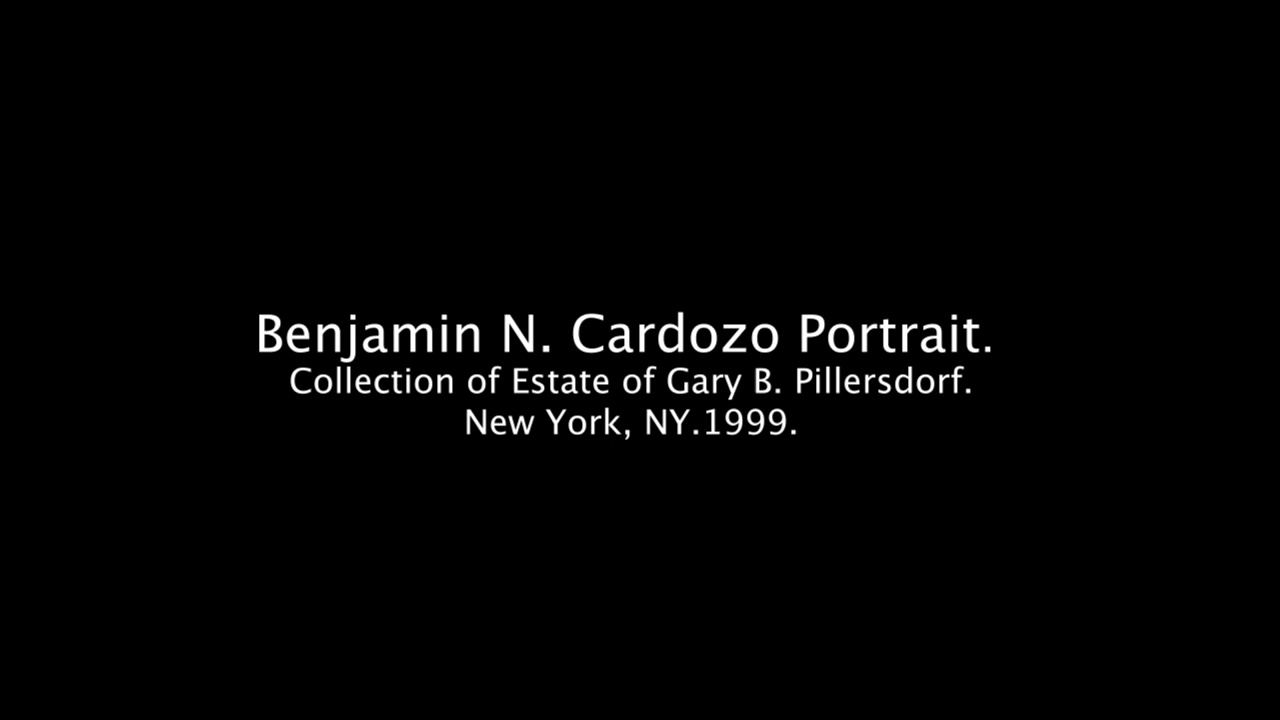 Benjamin N. Cardozo Portrait.
Collection of Estate of Gary B. Pillersdorf.
New York, NY.1999.